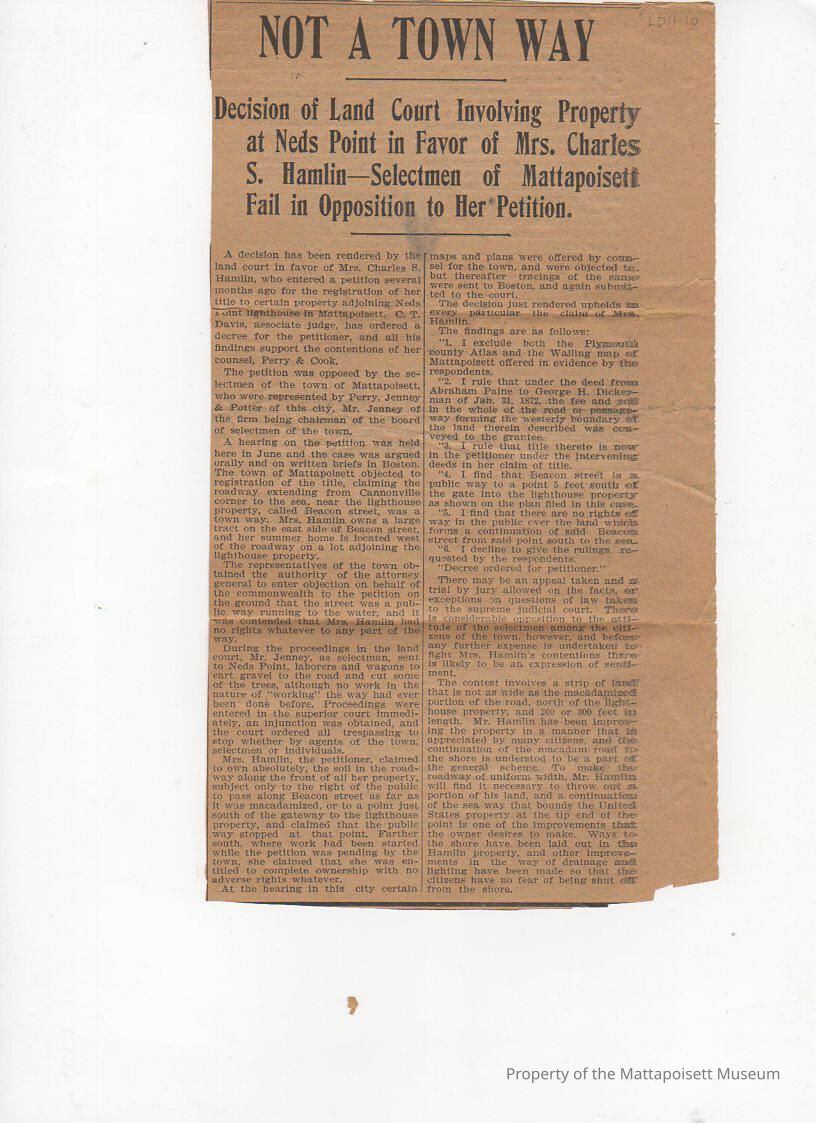 LDH-10
NOT A TOWN WAY
Decision of Land Court Involving Property
at Neds Point in Favor of Mrs. Charles
S. Hamlin—Selectmen of Mattapoisett
Fail in Opposition to Her Petition.
A decision has been rendered by the
land court in favor of Mrs. Charles S.
Hamlin, who entered a petition several
months ago for the registration of her
title to certain property adjoining Neds
Point lighthouse in Mattapoisett. C. T.
Davis, associate judge, has ordered a
decree for the petitioner, and all his
findings support the contentions of her
counsel, Perry & Cook.
The petition was opposed by the se-
lectmen of the town of Mattapoisett,
who were represented by Perry, Jenney
& Potter of this city, Mr. Jenney of
the firm being chairman of the board
of selectmen of the town.
A hearing on the petition was held
here in June and the case was argued
orally and on written briefs in Boston.
The town of Mattapoisett objected to
registration of the title, claiming the
roadway extending from Cannonville
corner to the sea, near the lighthouse
property, called Beacon street, was a
town way. Mrs. Hamlin owns a large
tract on the east side of Beacon street,
and her summer home is located west
of the roadway on a lot adjoining the
lighthouse property.
The representatives of the town ob-
tained the authority of the attorney
general to enter objection on behalf of
the commonwealth to the petition on
the ground that the street was a pub-
lic way running to the water, and it
was contended that Mrs. Hamlin had
no rights whatever to any part of the
way.
During the proceedings in the land
court, Mr. Jenney, as selectman, sent
to Neds Point, laborers and wagons to
cart gravel to the road and cut some
of the trees, although no work in the
nature of "working" the way had ever
been done before. Proceedings were
entered in the superior court immedi-
ately, an injunction was obtained, and
the court ordered all trespassing to
stop whether by agents of the town,
selectmen or individuals.
Mrs. Hamlin, the petitioner, claimed
to own absolutely, the soil in the road-
way along the front of all her property,
subject only to the right of the public
to pass along Beacon street as far as
it was macadamized, or to a point just
south of the gateway to the lighthouse
property, and claimed that the public
way stopped at that point. Farther
south, where work had been started
while the petition was pending by the
town, she claimed that she was en-
titled to complete ownership with no
adverse rights whatever.
At the hearing in this city certain
maps and plans were offered by coun-
sel for the town, and were objected to,
but thereafter tracings of the same
were sent to Boston, and again submit-
ted to the court.
The decision just rendered upholds in
every particular the claim of Mrs.
Hamlin.
The findings are as follows:
"1. I exclude both the Plymouth
county Atlas and the Walling map of
Mattapoisett offered in evidence by the
respondents.
"2. I rule that under the deed from
Abraham Paine to George H. Dicker-
man of Jan. 31, 1872, the fee and soil
in the whole of the road or passage-
way forming the westerly boundary of
the land therein described was con-
veyed to the grantee.
"3. I rule that title thereto is now
in the petitioner under the intervening
deeds in her claim of title.
"4. I find that Beacon street is a
public way to a point 5 feet south of
the gate into the lighthouse property
as shown on the plan filed in this case.
"5. I find that there are no rights of
way in the public over the land which
forms a continuation of said Beacon
street from said point south to the sea.
"6. I decline to give the rulings re-
quested by the respondents.
"Decree ordered for petitioner."
There may be an appeal taken and a
trial by jury allowed on the facts, or
exceptions on questions of law taken
to the supreme judicial court. There
is considerable opposition to the atti-
tude of the selectmen among the citi-
zens of the town, however, and before
any further expense is undertaken to
fight Mrs. Hamlin's contentions there
is likely to be an expression of senti-
ment.
The contest involves a strip of land
that is not as wide as the macadamized
portion of the road, north of the light-
house property, and 200 or 300 feet in
length. Mr. Hamlin has been improv-
ing the property in a manner that is
appreciated by many citizens, and the
continuation of the macadam road to
the shore is understod to be a part of
the general scheme. To make the
roadway of uniform width, Mr. Hamlin
will find it necessary to throw out a
portion of his land, and a continuation
of the sea way that bounds the United
States property at the tip end of the
point is one of the improvements that
the owner desires to make. Ways to
the shore have been laid out in the
Hamlin property, and other improve-
ments in the way of drainage and
lighting have been made so that the
citizens have no fear of being shut off
from the shore.
Property of the Mattapoisett Museum